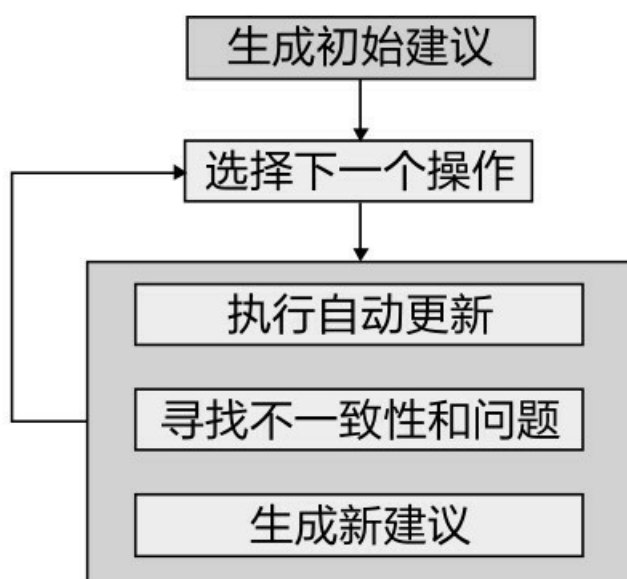 生成初始建议
选择下一个操作
执行自动更新
寻找不一致性和问题
生成新建议